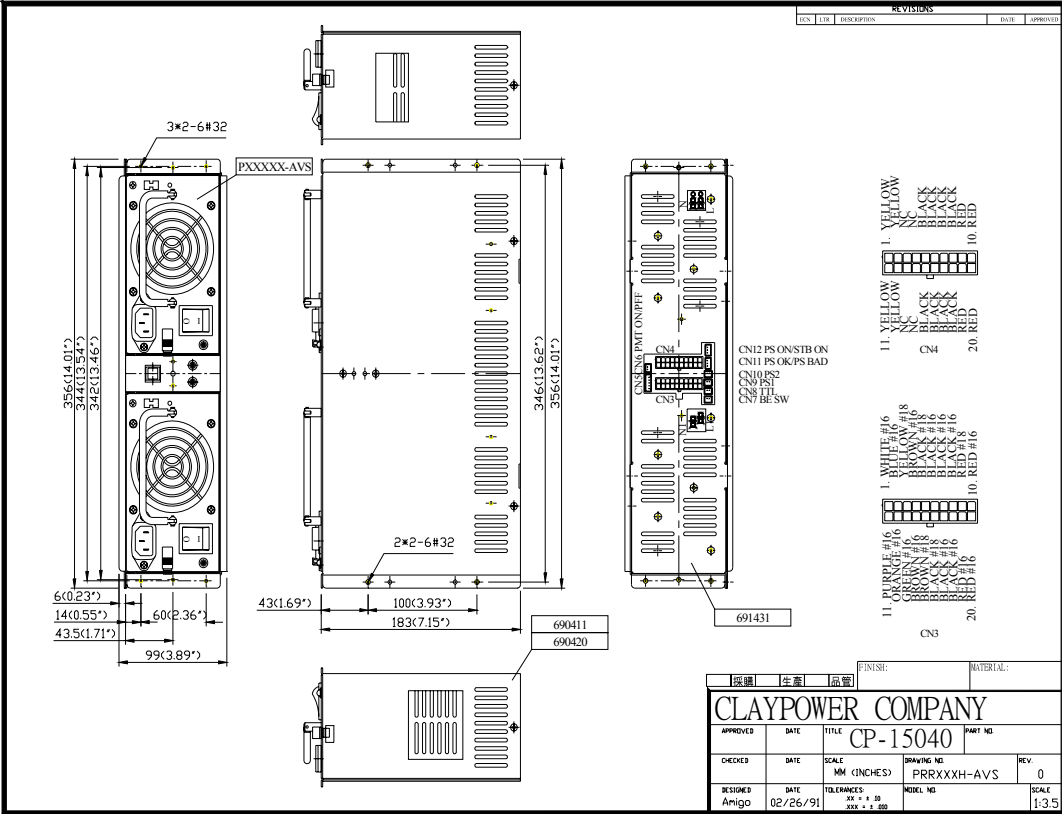 REVISIONS
ECN LTR DESCRIPTION DATE APPROVED
3*2-6#32
PXXXXX-AVS
356(14.01")
344(13.54")
342(13.46")
346(13.62")
356(14.01")
6(0.23")
14(0.55")
60(2.36")
43.5(1.71")
99(3.89")
2*2-6#32
43(1.69")
100(3.93")
183(7.15")
690411
690420
N
L
CN5
CN6 PMT ON/PFF
CN4
CN3
N
L
CN12 PS ON/STB ON
CN11 PS OK/PS BAD
CN10 PS2
CN9 PS1
CN8 TTL
CN7 BE SW
691431
1. YELLOW
YELLOW
NC
NC
BLACK
BLACK
BLACK
BLACK
RED
10. RED
11. YELLOW
YELLOW
NC
NC
BLACK
BLACK
BLACK
BLACK
RED
20. RED
CN4
1. WHITE #16
BLUE #16
YELLOW #18
BROWN #16
BLACK #16
BLACK #16
BLACK #16
BLACK #16
RED #18
10. RED #16
11. PURPLE #16
ORANGE #16
GREEN #16
BROWN #16
BROWN #18
BLACK #18
BLACK #16
BLACK #16
RED #16
20. RED #16
CN3
採購 生產 品管
FINISH: MATERIAL:
CLAYPOWER COMPANY
APPROVED DATE TITLE CP-15040 PART NO.
CHECKED DATE SCALE MM (INCHES) DRAWING NO. PRRXXXH-AVS REV. 0
DESIGNED Amigo DATE 02/26/91 TOLERANCES: MODEL NO. SCALE 1:3.5
.XX = ± .10
.XXX = ± .010